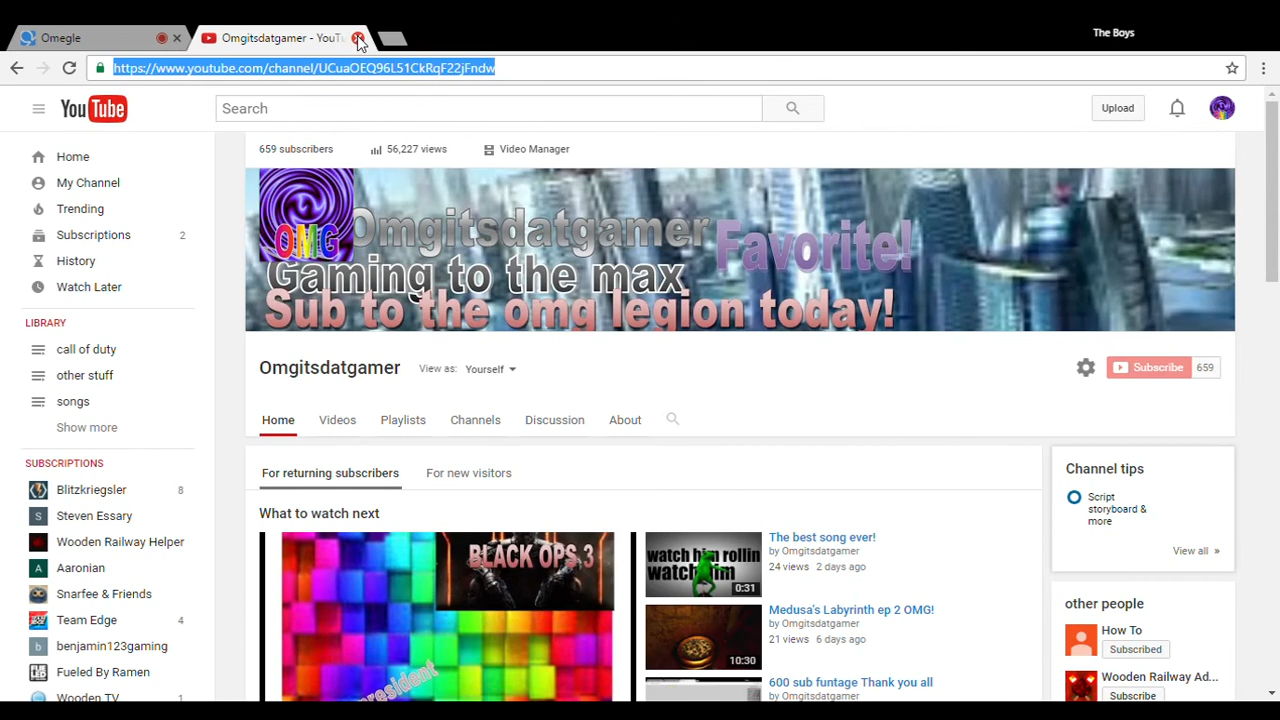 The Boys
Omegle
Omgitsdatgamer - YouTu
https://www.youtube.com/channel/UCuaOEQ96L51CkRqF22jFndw
YouTube
Search
Upload
Home
My Channel
Trending
Subscriptions 2
History
Watch Later
LIBRARY
call of duty
other stuff
songs
Show more
SUBSCRIPTIONS
Blitzkriegsler 8
S Steven Essary
Wooden Railway Helper
A Aaronian
Snarfee & Friends
Team Edge 4
b benjamin123gaming
Fueled By Ramen
Wooden TV 1
659 subscribers 56,227 views Video Manager
OMG
Omgitsdatgamer Favorite!
Gaming to the max
Sub to the omg legion today!
Omgitsdatgamer View as: Yourself
Subscribe 659
Home Videos Playlists Channels Discussion About
For returning subscribers For new visitors
What to watch next
BLACK OPS 3
president
watch him rollin
watch him
0:31
The best song ever!
by Omgitsdatgamer
24 views 2 days ago
10:30
Medusa's Labyrinth ep 2 OMG!
by Omgitsdatgamer
21 views 6 days ago
600 sub funtage Thank you all
by Omgitsdatgamer
Channel tips
Script
storyboard &
more
View all »
other people
How To
Subscribed
Wooden Railway Ad...
Subscribe